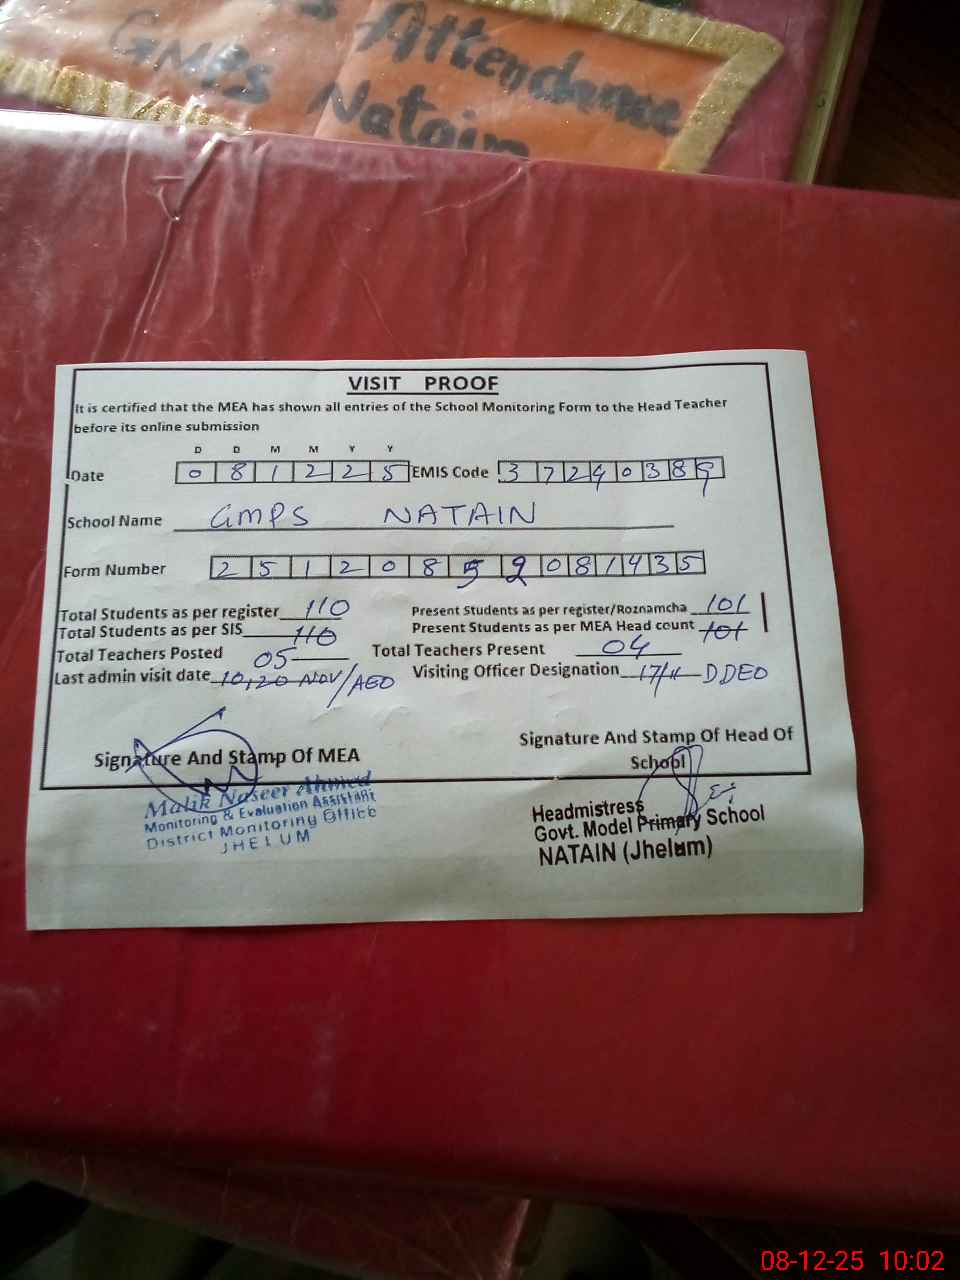 Attendance
GMPS
Natain
VISIT PROOF
It is certified that the MEA has shown all entries of the School Monitoring Form to the Head Teacher
before its online submission
D D M M Y Y
Date 0 8 1 2 2 5 EMIS Code 3 7 2 4 0 3 8 9
School Name GMPS NATAIN
Form Number 2 5 1 2 0 8 5 2 0 8 1 4 3 5
Total Students as per register 110 Present Students as per register/Roznamcha 101
Total Students as per SIS 110 Present Students as per MEA Head count 101
Total Teachers Posted 05 Total Teachers Present 04
Last admin visit date 10,20 NOV/AEO Visiting Officer Designation 17/11 DDEO
Signature And Stamp Of MEA
Signature And Stamp Of Head Of
School
Malik Naseer Ahmed
Monitoring & Evaluation Assistant
District Monitoring Office
JHELUM
Headmistress
Govt. Model Primary School
NATAIN (Jhelum)
08-12-25 10:02